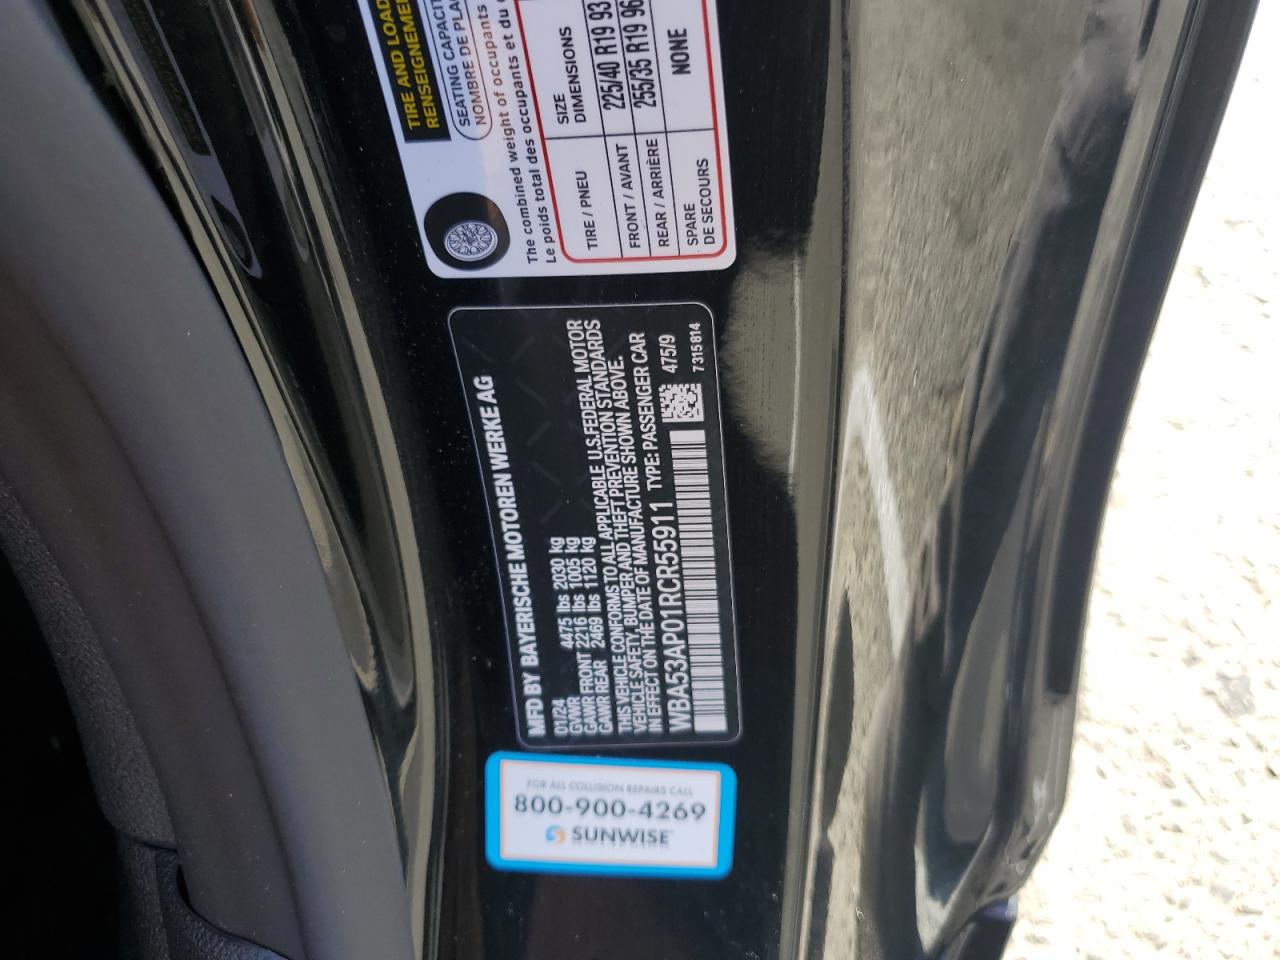 TIRE AND LOAD
RENSEIGNEME
SEATING CAPACIT
NOMBRE DE PLA
The combined weight of occupants
Le poids total des occupants et du
TIRE / PNEU
SIZE
DIMENSIONS
FRONT / AVANT 225/40 R19 93
REAR / ARRIÈRE 255/35 R19 96
SPARE
DE SECOURS
NONE
MFD BY BAYERISCHE MOTOREN WERKE AG
01/24
GVWR 4475 lbs 2030 kg
GAWR FRONT 2216 lbs 1005 kg
GAWR REAR 2469 lbs 1120 kg
THIS VEHICLE CONFORMS TO ALL APPLICABLE U.S.FEDERAL MOTOR
VEHICLE SAFETY, BUMPER AND THEFT PREVENTION STANDARDS
IN EFFECT ON THE DATE OF MANUFACTURE SHOWN ABOVE.
WBA53AP01RCR55911 TYPE: PASSENGER CAR
475/9
7315814
FOR ALL COLLISION REPAIRS CALL
800-900-4269
SUNWISE